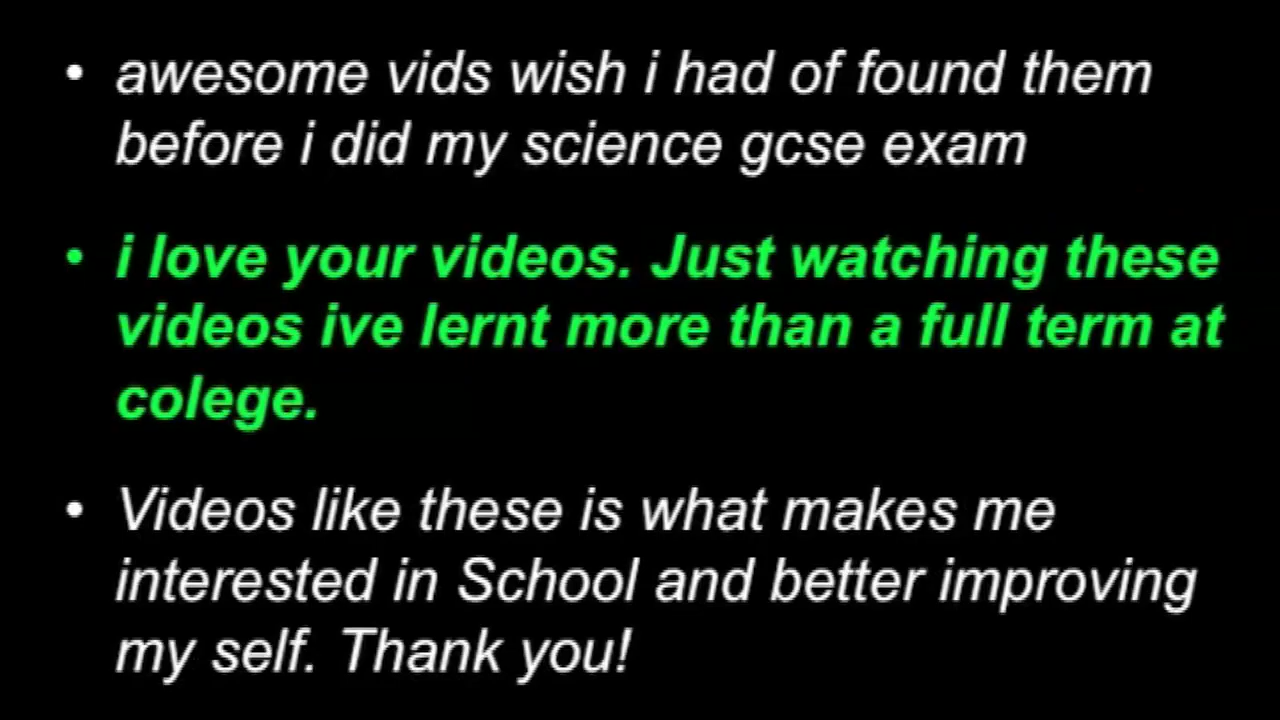 • awesome vids wish i had of found them
before i did my science gcse exam
• i love your videos. Just watching these
videos ive lernt more than a full term at
colege.
• Videos like these is what makes me
interested in School and better improving
my self. Thank you!